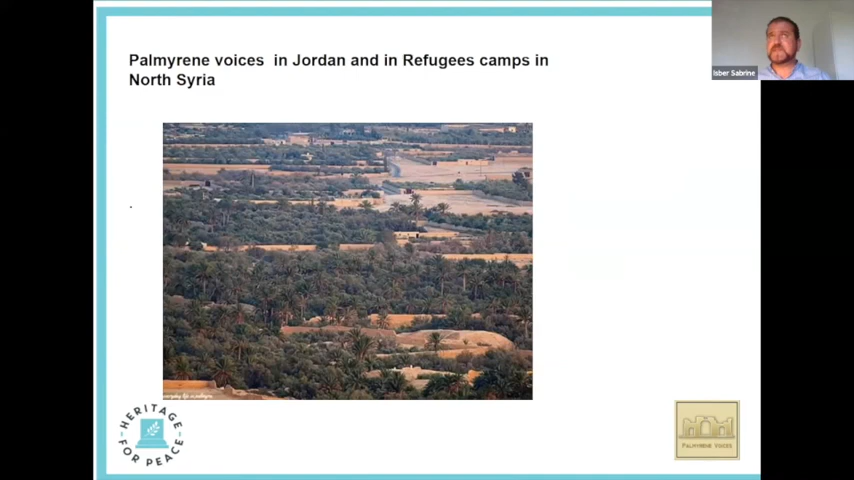 Palmyrene voices  in Jordan and in Refugees camps in
North Syria
Isber Sabrine
HERITAGE
FOR PEACE
PALMYRENE VOICES